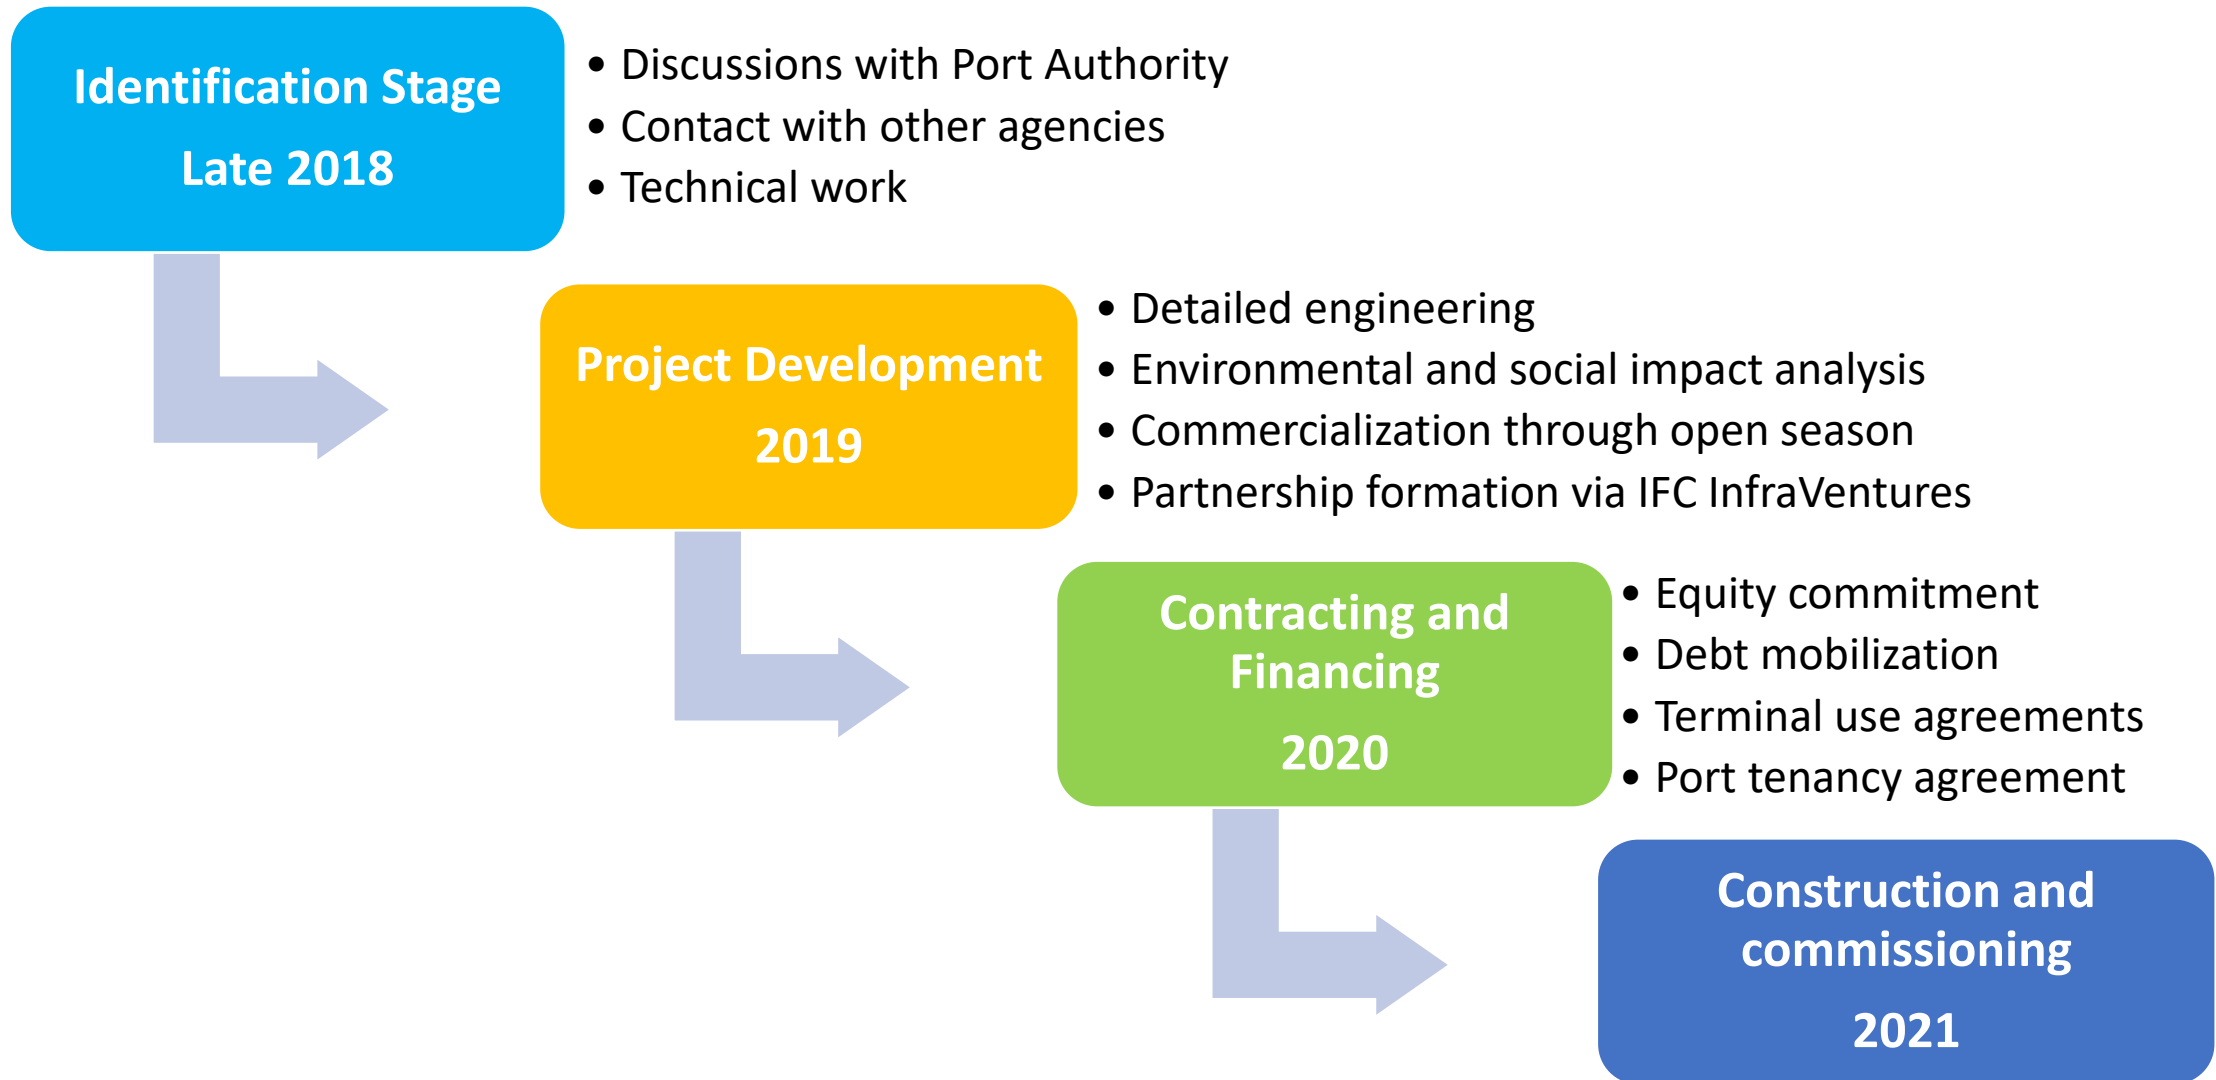 Identification Stage
Late 2018
• Discussions with Port Authority
• Contact with other agencies
• Technical work
Project Development
2019
• Detailed engineering
• Environmental and social impact analysis
• Commercialization through open season
• Partnership formation via IFC InfraVentures
Contracting and
Financing
2020
• Equity commitment
• Debt mobilization
• Terminal use agreements
• Port tenancy agreement
Construction and
commissioning
2021